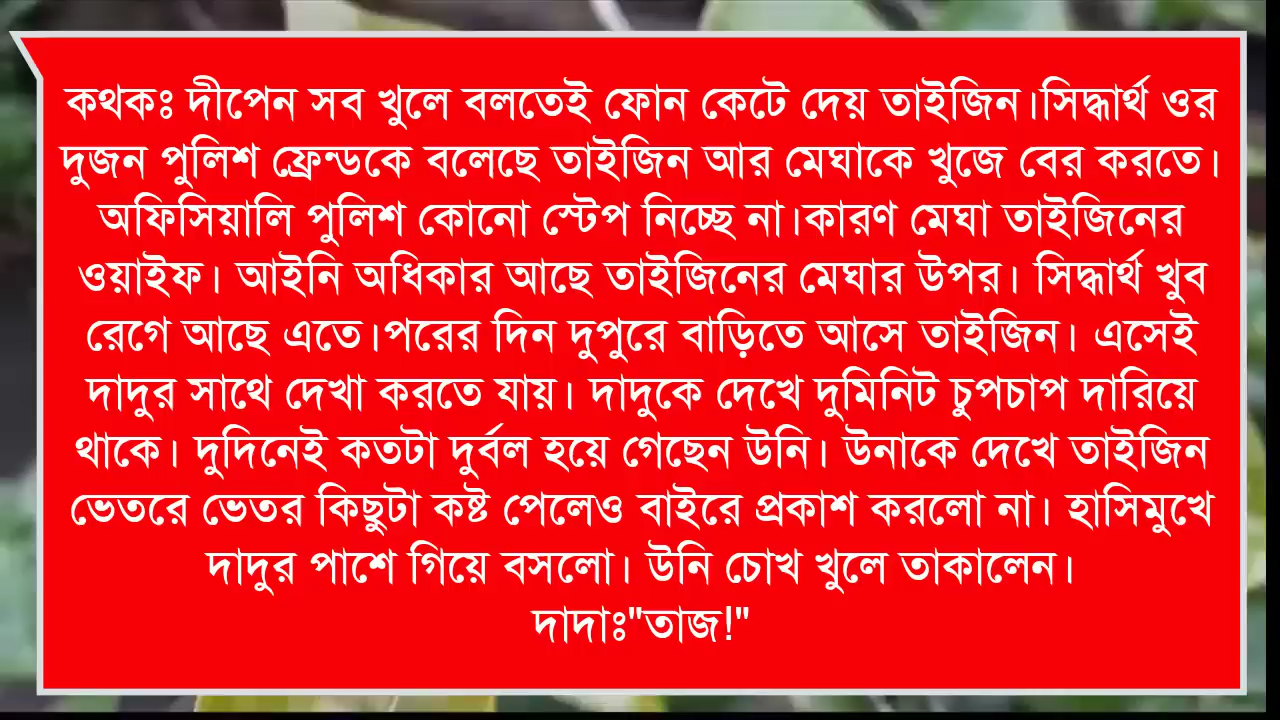 কথকঃ দীপেন সব খুলে বলতেই ফোন কেটে দেয় তাইজিন।সিদ্ধার্থ ওর
দুজন পুলিশ ফ্রেন্ডকে বলেছে তাইজিন আর মেঘাকে খুজে বের করতে।
অফিসিয়ালি পুলিশ কোনো স্টেপ নিচ্ছে না।কারণ মেঘা তাইজিনের
ওয়াইফ। আইনি অধিকার আছে তাইজিনের মেঘার উপর। সিদ্ধার্থ খুব
রেগে আছে এতে।পরের দিন দুপুরে বাড়িতে আসে তাইজিন। এসেই
দাদুর সাথে দেখা করতে যায়। দাদুকে দেখে দুমিনিট চুপচাপ দারিয়ে
থাকে। দুদিনেই কতটা দুর্বল হয়ে গেছেন উনি। উনাকে দেখে তাইজিন
ভেতরে ভেতর কিছুটা কষ্ট পেলেও বাইরে প্রকাশ করলো না। হাসিমুখে
দাদুর পাশে গিয়ে বসলো। উনি চোখ খুলে তাকালেন।
দাদাঃ"তাজ!"